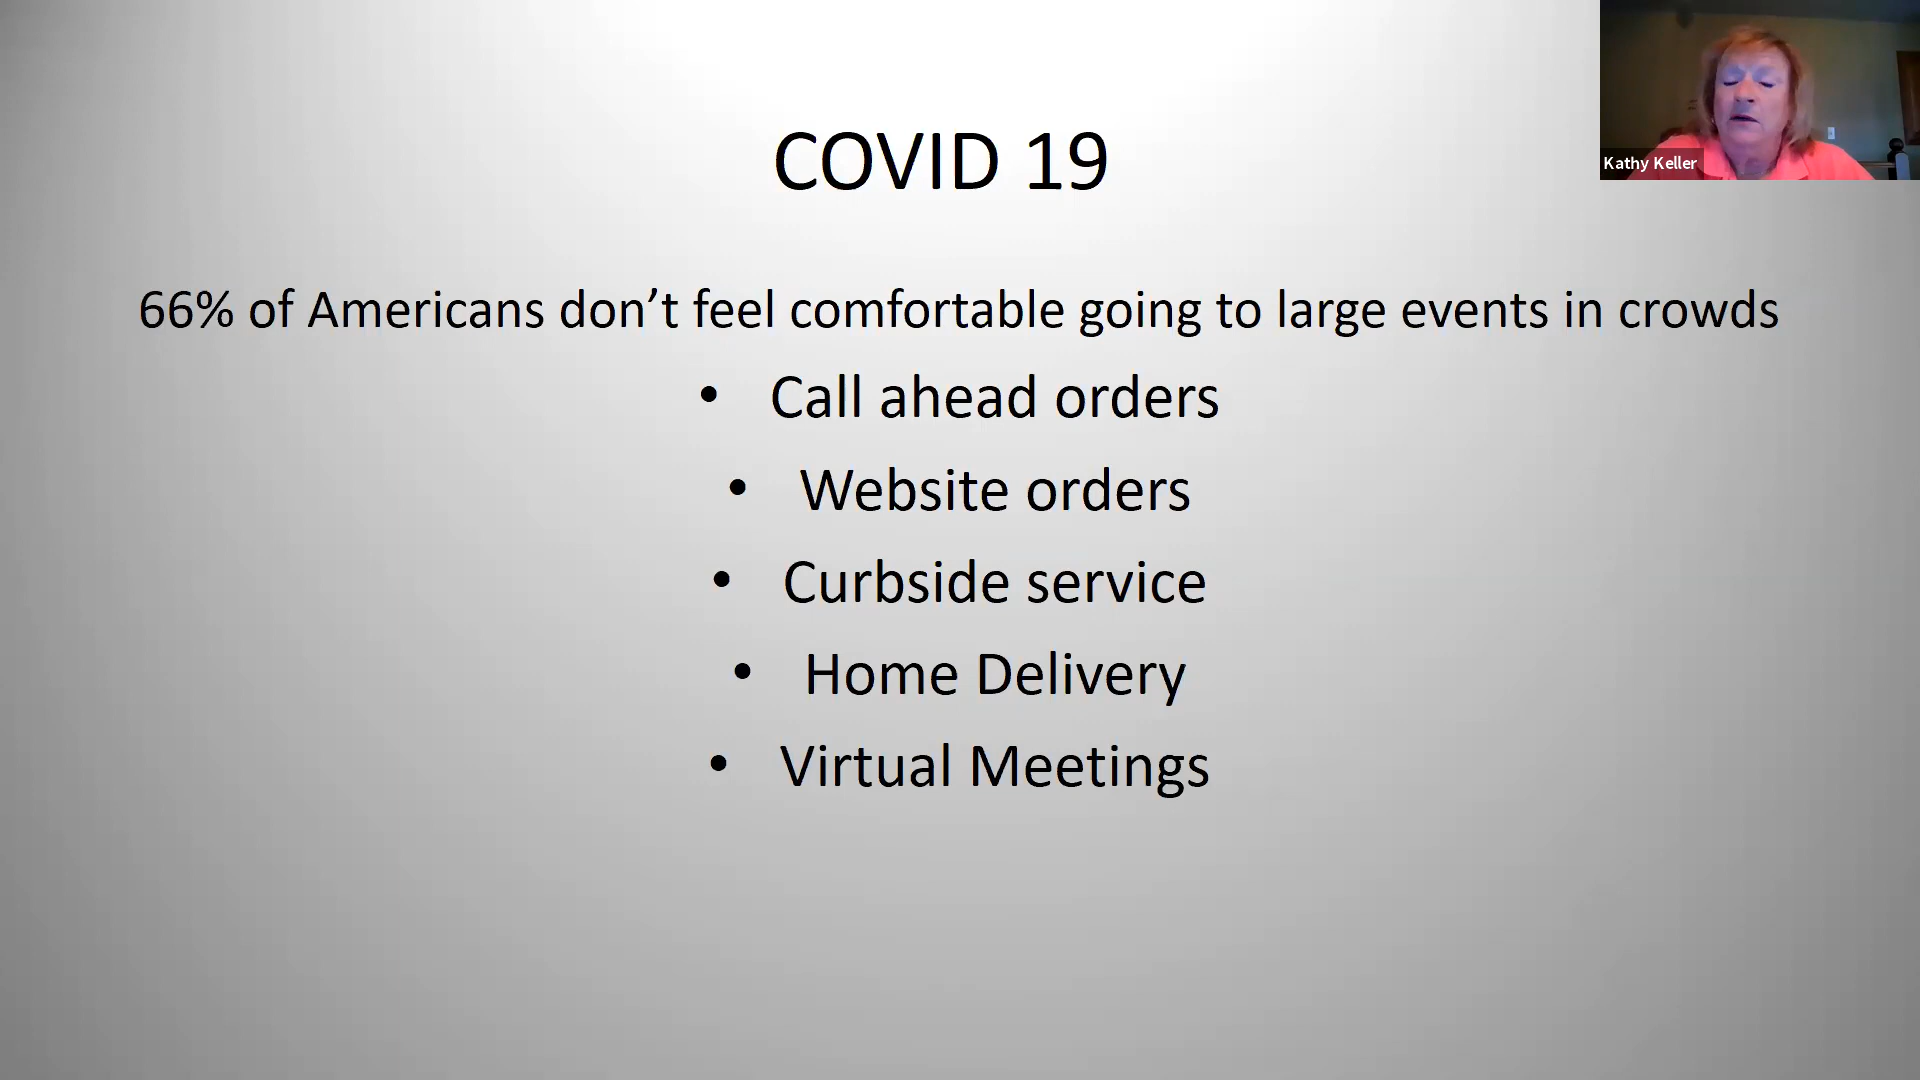 COVID 19
Kathy Keller
66% of Americans don’t feel comfortable going to large events in crowds
• Call ahead orders
• Website orders
• Curbside service
• Home Delivery
• Virtual Meetings